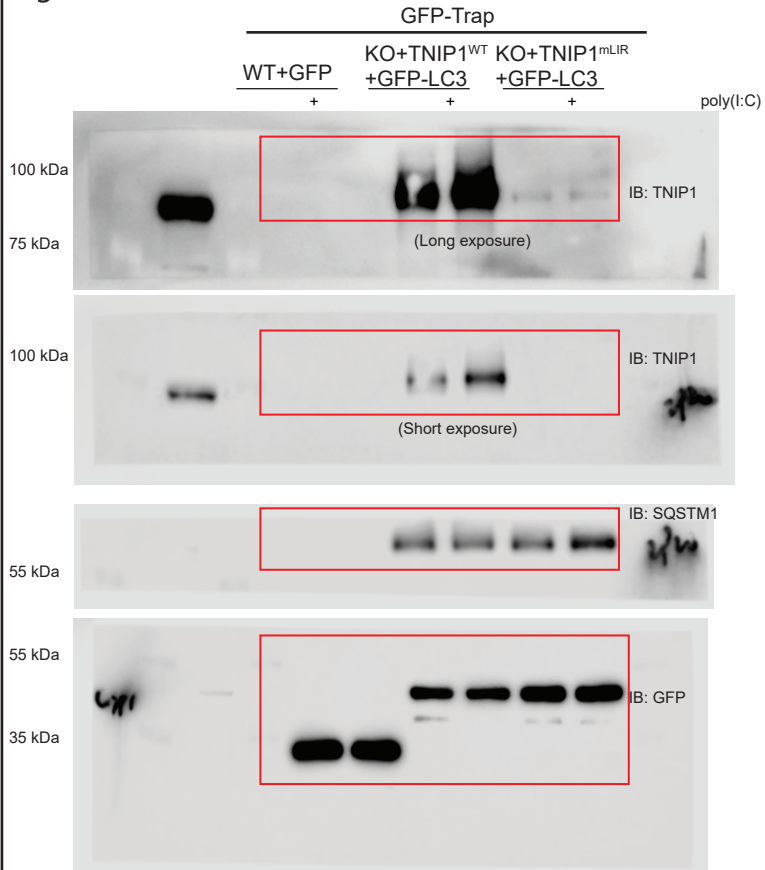 GFP-Trap
KO+TNIP1WT KO+TNIP1mLIR
WT+GFP +GFP-LC3 +GFP-LC3
+ + + poly(I:C)
100 kDa
IB: TNIP1
75 kDa
(Long exposure)
100 kDa
IB: TNIP1
(Short exposure)
IB: SQSTM1
55 kDa
55 kDa
IB: GFP
35 kDa